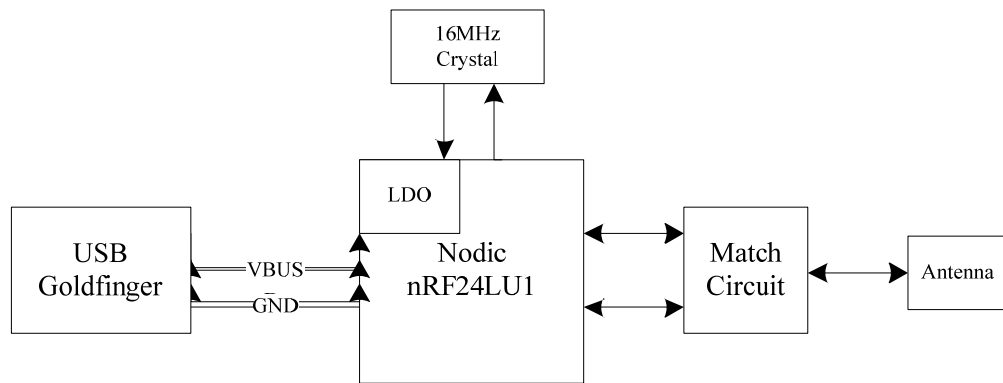 16MHz
Crystal
LDO
USB
Goldfinger
VBUS
GND
Nodic
nRF24LU1
Match
Circuit
Antenna